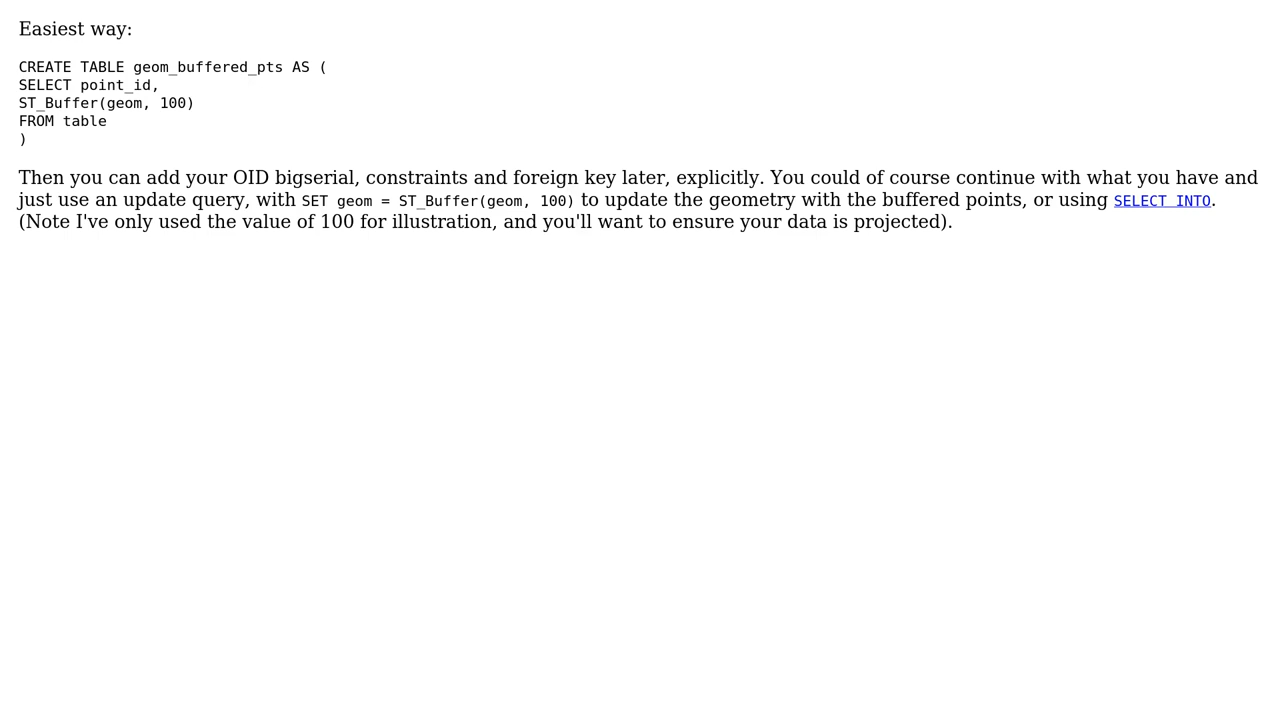 Easiest way:
CREATE TABLE geom_buffered_pts AS (
SELECT point_id,
ST_Buffer(geom, 100)
FROM table
)
Then you can add your OID bigserial, constraints and foreign key later, explicitly. You could of course continue with what you have and
just use an update query, with SET geom = ST_Buffer(geom, 100) to update the geometry with the buffered points, or using SELECT INTO.
(Note I've only used the value of 100 for illustration, and you'll want to ensure your data is projected).